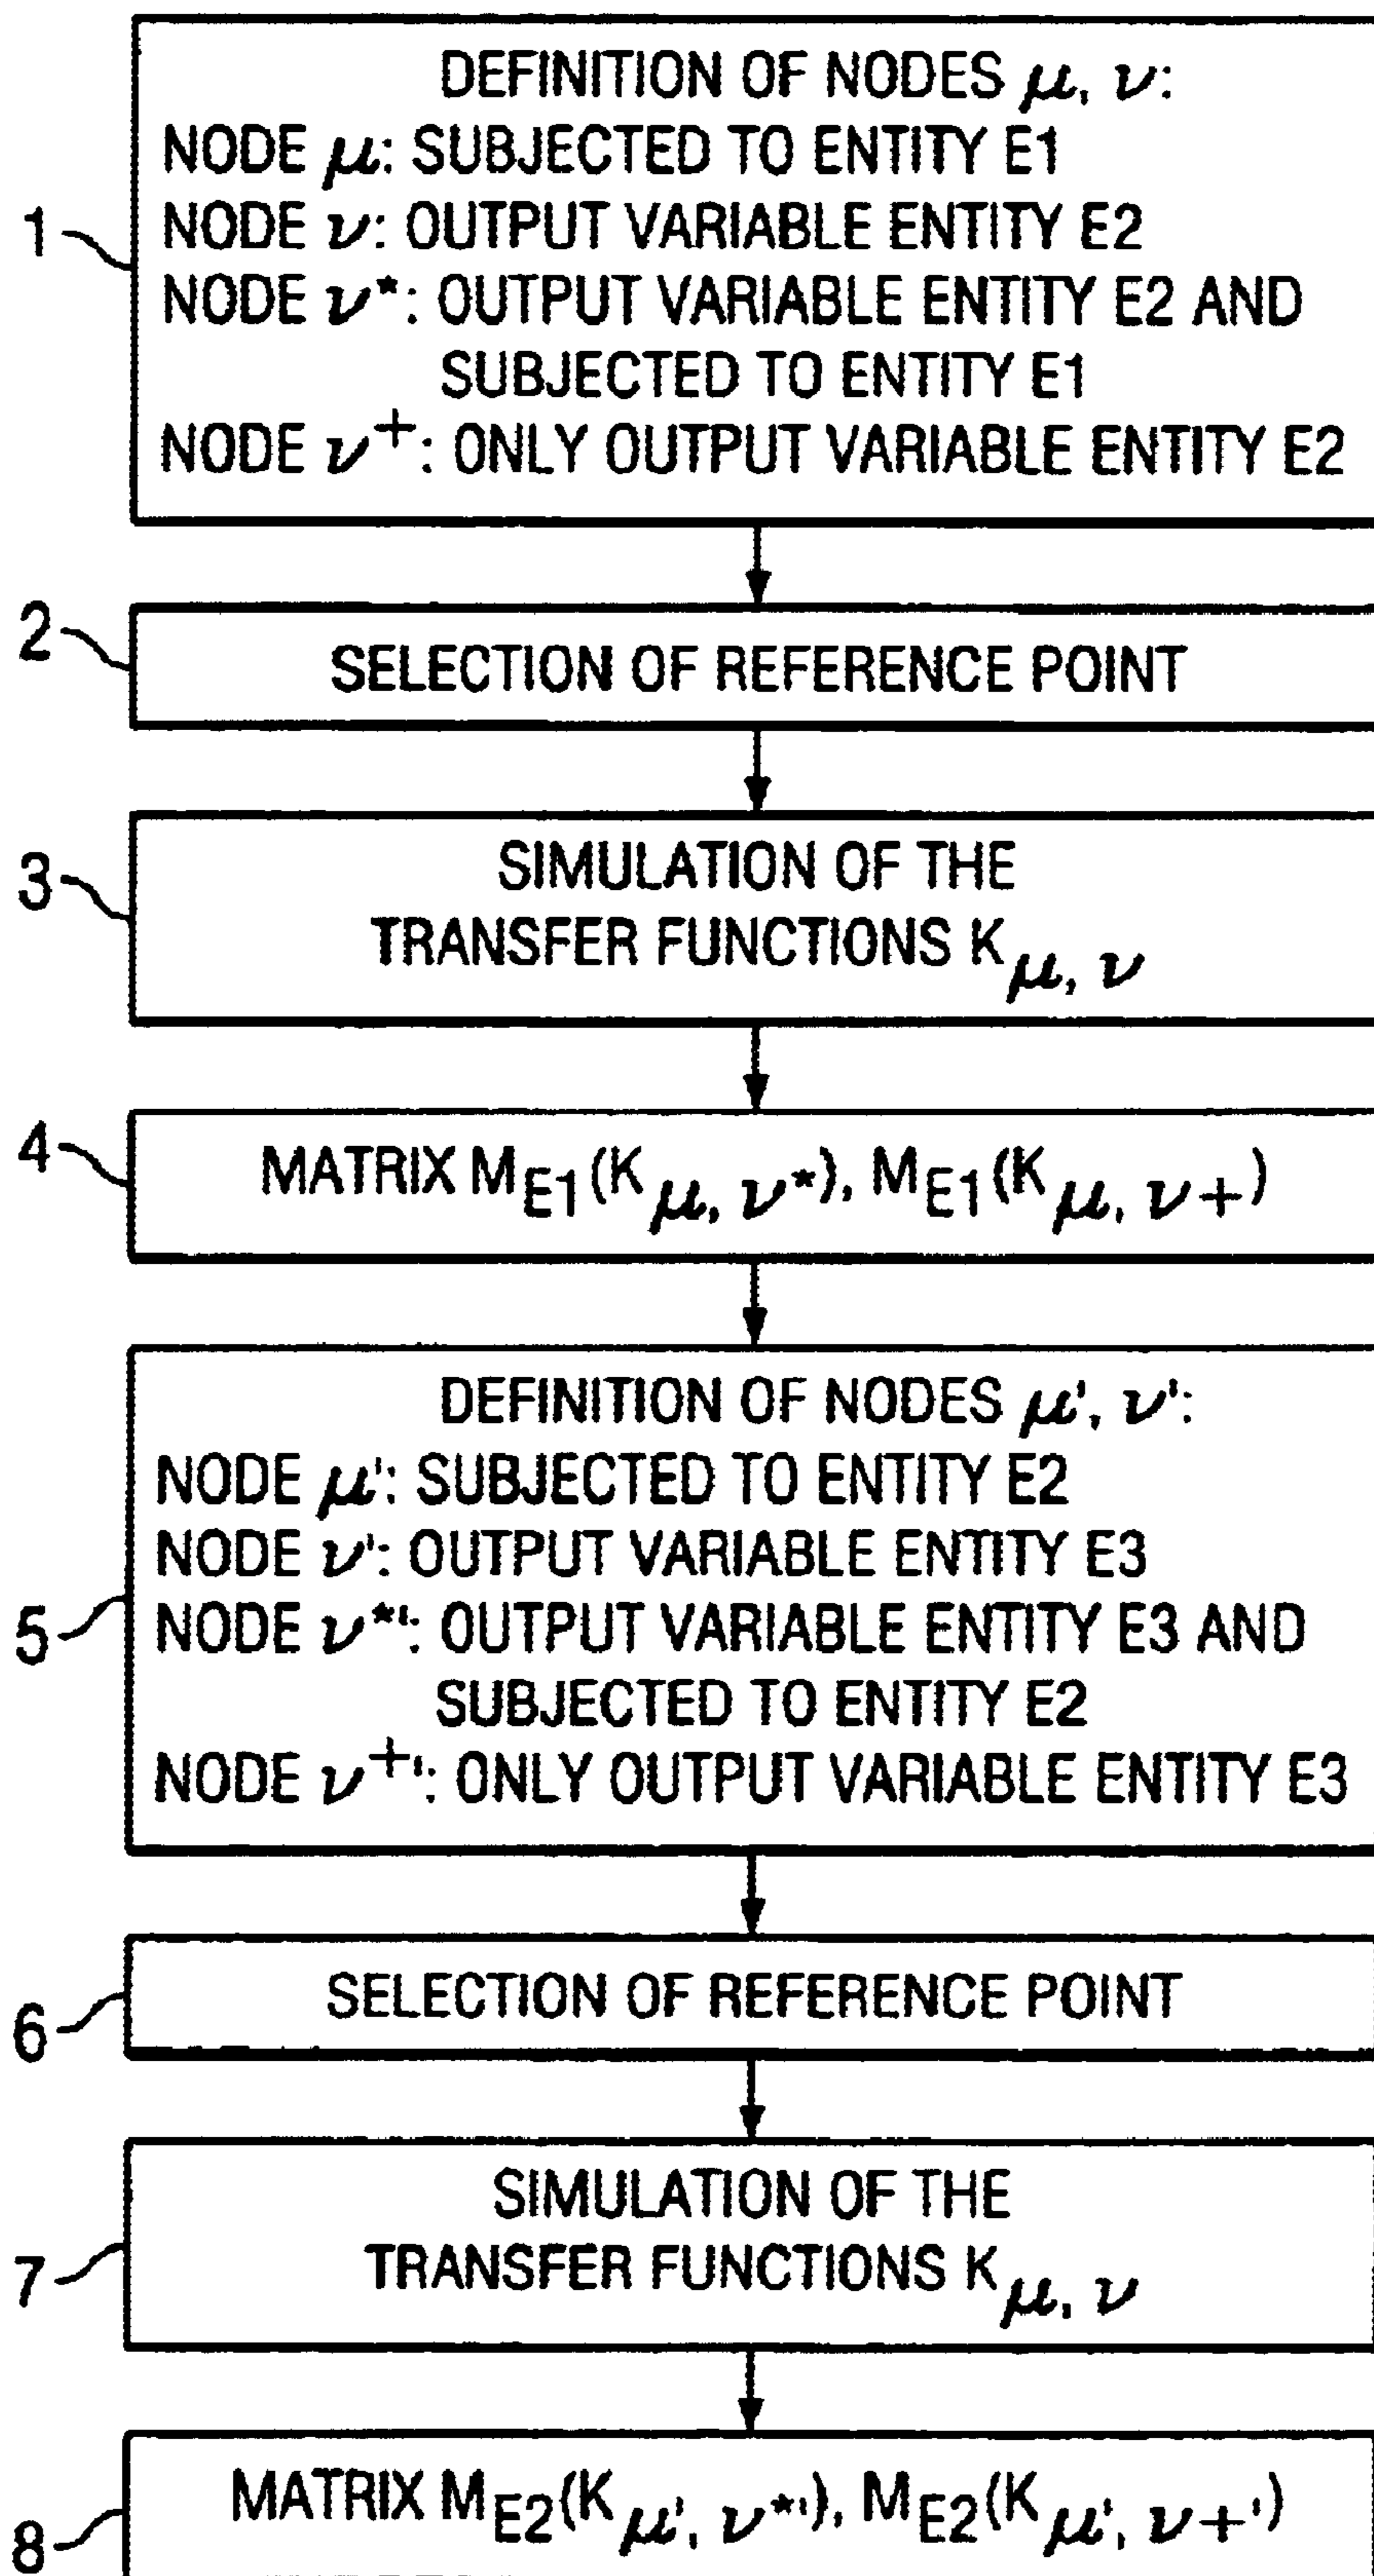 DEFINITION OF NODES μ, ν:
NODE μ: SUBJECTED TO ENTITY E1
1
NODE ν: OUTPUT VARIABLE ENTITY E2
NODE ν*: OUTPUT VARIABLE ENTITY E2 AND
SUBJECTED TO ENTITY E1
NODE ν+: ONLY OUTPUT VARIABLE ENTITY E2
2
SELECTION OF REFERENCE POINT
3
SIMULATION OF THE
TRANSFER FUNCTIONS Kμ, ν
4
MATRIX ME1(Kμ, ν*), ME1(Kμ, ν+)
DEFINITION OF NODES μ', ν':
NODE μ': SUBJECTED TO ENTITY E2
NODE ν': OUTPUT VARIABLE ENTITY E3
5
NODE ν*': OUTPUT VARIABLE ENTITY E3 AND
SUBJECTED TO ENTITY E2
NODE ν+': ONLY OUTPUT VARIABLE ENTITY E3
6
SELECTION OF REFERENCE POINT
7
SIMULATION OF THE
TRANSFER FUNCTIONS Kμ, ν
8
MATRIX ME2(Kμ', ν*'), ME2(Kμ', ν+')